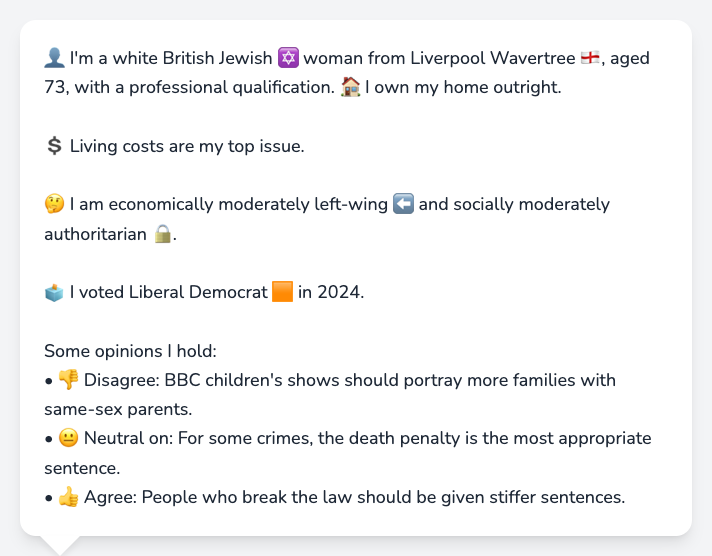 👤 I'm a white British Jewish ✡️ woman from Liverpool Wavertree 🏴󠁧󠁢󠁥󠁮󠁧󠁿, aged
73, with a professional qualification. 🏠 I own my home outright.
💲 Living costs are my top issue.
🤔 I am economically moderately left-wing ⬅️ and socially moderately
authoritarian 🔒.
🗳️ I voted Liberal Democrat 🟧 in 2024.
Some opinions I hold:
• 👎 Disagree: BBC children's shows should portray more families with
same-sex parents.
• 😐 Neutral on: For some crimes, the death penalty is the most appropriate
sentence.
• 👍 Agree: People who break the law should be given stiffer sentences.